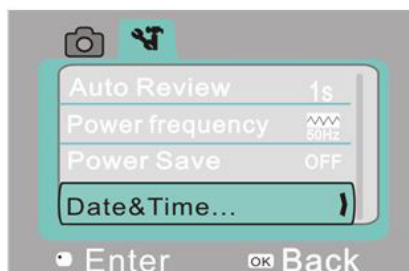 Auto Review 1s
Power frequency 50Hz
Power Save OFF
Date&Time...
Enter OK Back